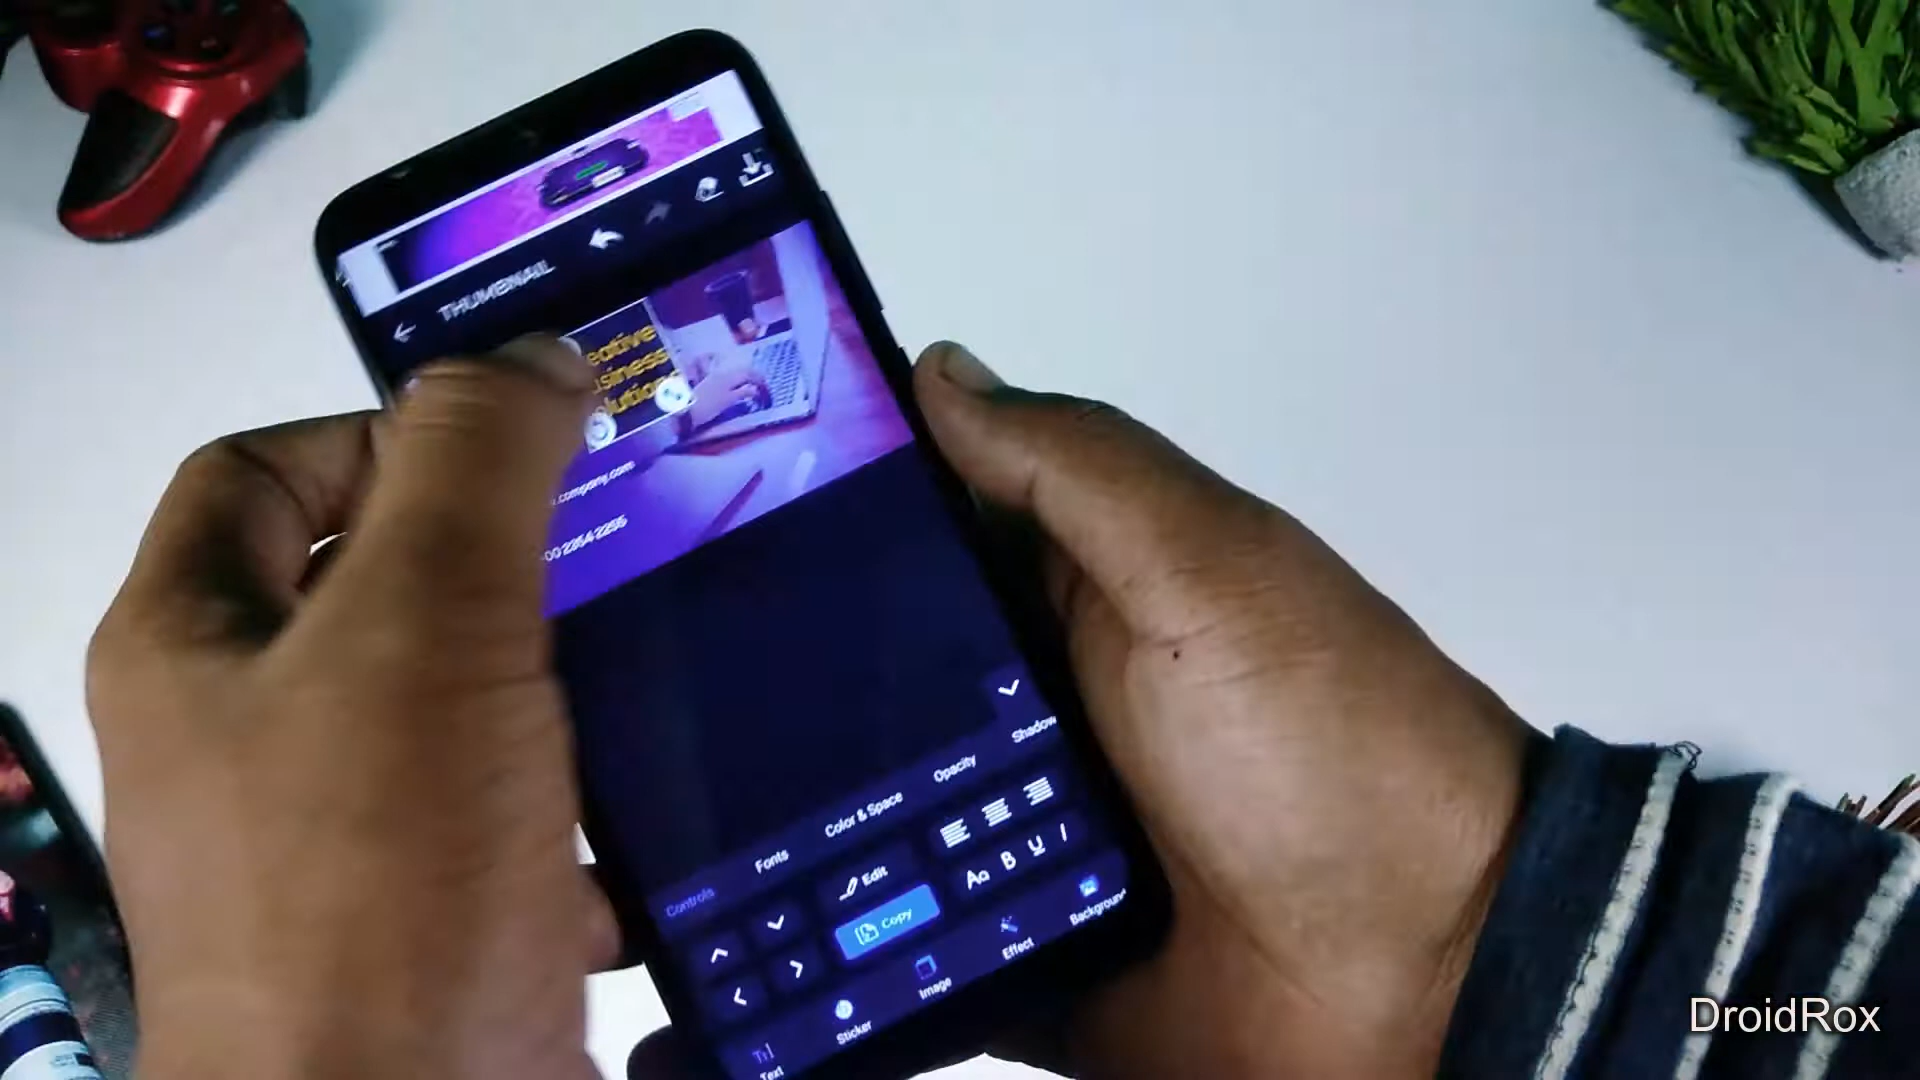 THUMBNAIL
eative
usiness
olution
.company.com
00 2254 2255
Shadow
Opacity
Color & Space
Fonts
Controls
Edit
Copy
Aa B U I
Background
Effect
Image
Sticker
Text
DroidRox